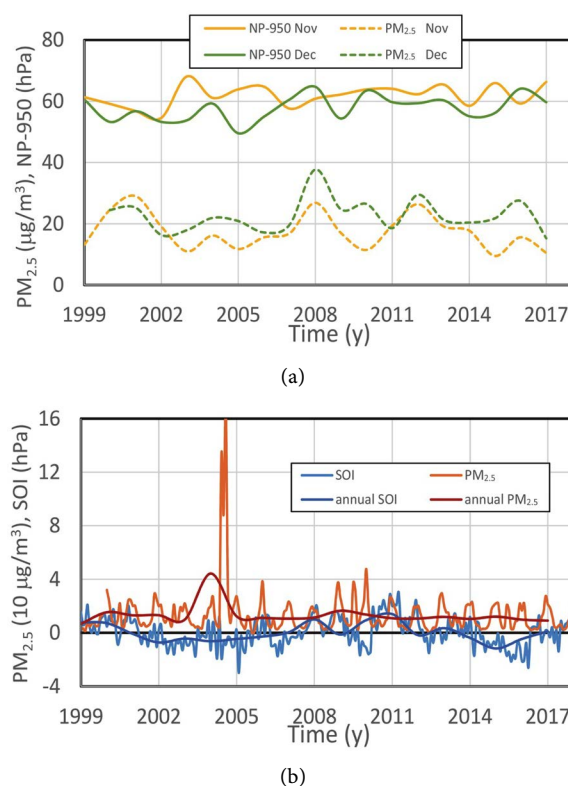 NP-950 Nov PM2.5 Nov
NP-950 Dec PM2.5 Dec
PM2.5 (µg/m³), NP-950 (hPa)
80
60
40
20
0
1999 2002 2005 2008 2011 2014 2017
Time (y)
(a)
PM2.5 (10 µg/m³), SOI (hPa)
16
12
8
4
0
-4
SOI PM2.5
annual SOI annual PM2.5
1999 2002 2005 2008 2011 2014 2017
Time (y)
(b)